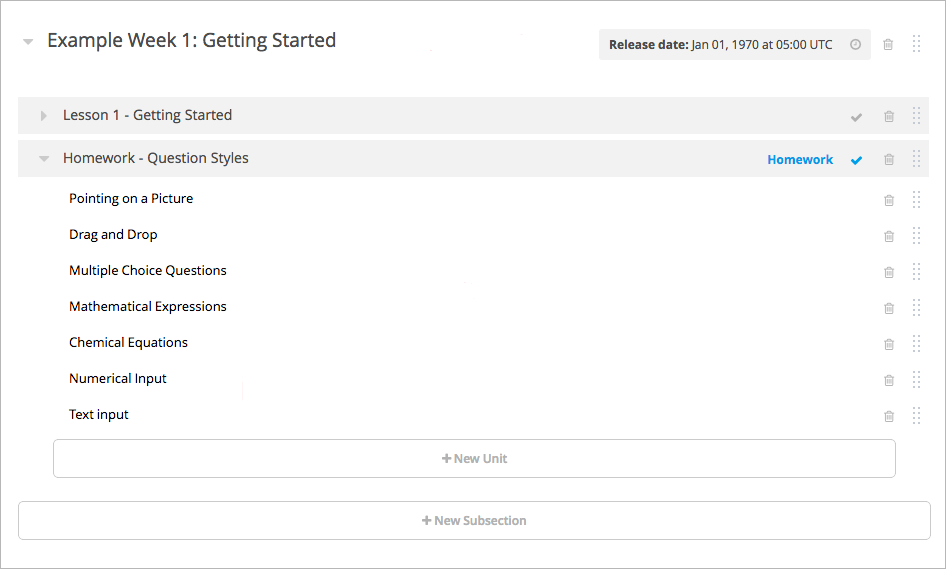 Example Week 1: Getting Started
Release date: Jan 01, 1970 at 05:00 UTC
Lesson 1 - Getting Started
Homework - Question Styles
Homework
Pointing on a Picture
Drag and Drop
Multiple Choice Questions
Mathematical Expressions
Chemical Equations
Numerical Input
Text input
+ New Unit
+ New Subsection